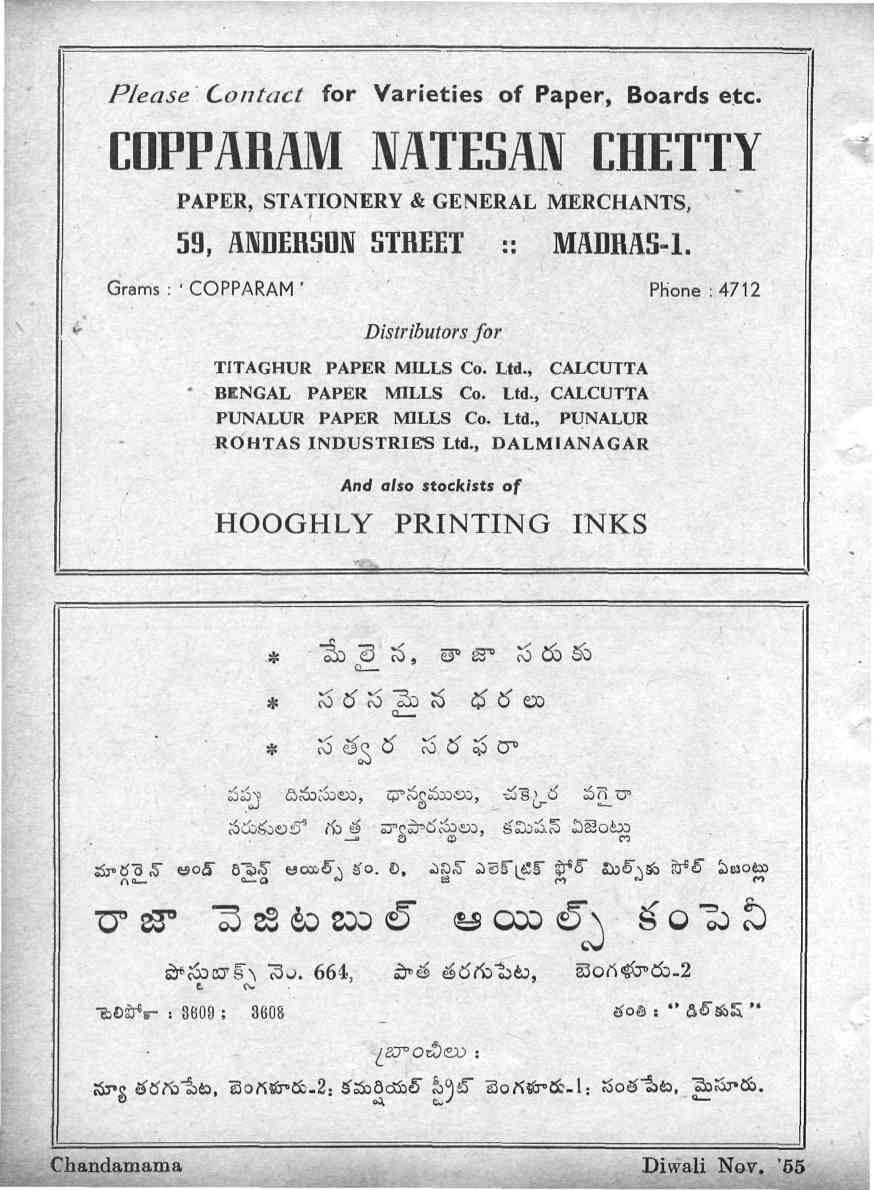 Please Contact for Varieties of Paper, Boards etc.
COPPARAM NATESAN CHETTY
PAPER, STATIONERY & GENERAL MERCHANTS,
59, ANDERSON STREET :: MADRAS-1.
Grams : ' COPPARAM ' Phone : 4712
Distributors for
TITAGHUR PAPER MILLS Co. Ltd., CALCUTTA
BENGAL PAPER MILLS Co. Ltd., CALCUTTA
PUNALUR PAPER MILLS Co. Ltd., PUNALUR
ROHTAS INDUSTRIES Ltd., DALMIANAGAR
And also stockists of
HOOGHLY PRINTING INKS
* మేలైన, తాజా సరుకు
* సరసమైన ధరలు
* సత్వర సరఫరా
పప్పు దినుసులు, ధాన్యములు, చక్కెర వగైరా
సరుకులలో గుత్త వ్యాపారస్థులు, కమిషన్ ఏజెంట్లు
మార్గరైన్ అండ్ రిఫైన్డ్ ఆయిల్స్ కం. లి. ఎన్జిన్ ఎలెక్ట్రిక్ ఫ్లోర్ మిల్స్‌కు సోల్ ఏజంట్లు
రాజా వెజిటబుల్ ఆయిల్స్ కంపెనీ
పోస్టుబాక్స్ నెం. 664, పాత తరగుపేట, బెంగళూరు-2
టెలిఫోన్ : 3609 ; 3608 తంతి : " డిల్‌కుష్ "
బ్రాంచీలు :
న్యూ తరగుపేట, బెంగళూరు-2: కమర్షియల్ స్ట్రీట్ బెంగళూరు-1: సంతపేట, మైసూరు.
Chandamama Diwali Nov. '55